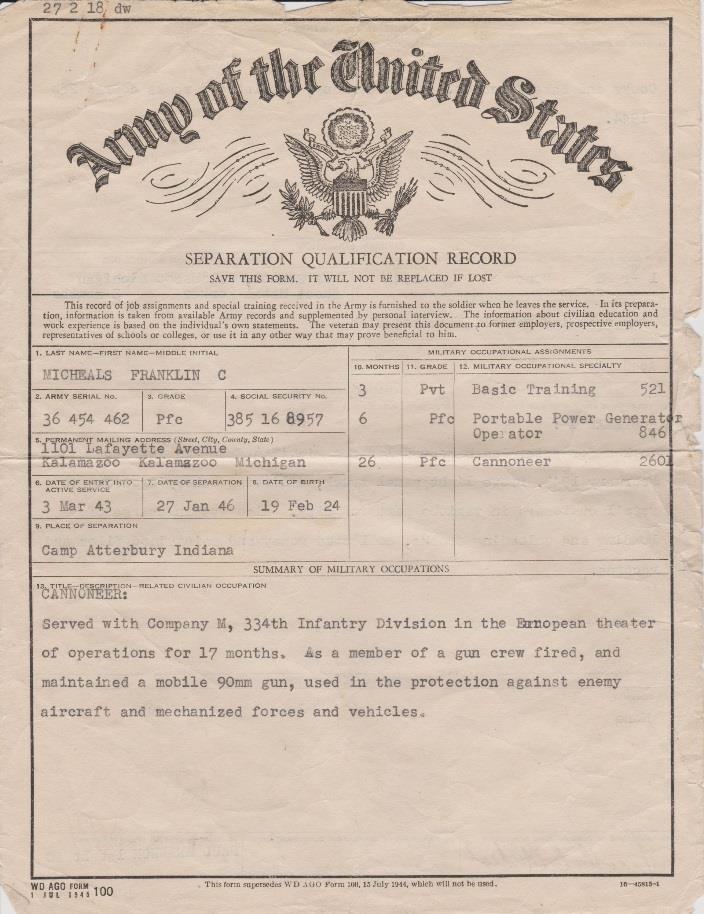 27 2 18 dw
Army of the United States
SEPARATION QUALIFICATION RECORD
SAVE THIS FORM. IT WILL NOT BE REPLACED IF LOST
This record of job assignments and special training received in the Army is furnished to the soldier when he leaves the service. In its prepara-
tion, information is taken from available Army records and supplemented by personal interview. The information about civilian education and
work experience is based on the individual's own statements. The veteran may present this document to former employers, prospective employers,
representatives of schools or colleges, or use it in any other way that may prove beneficial to him.
1. LAST NAME—FIRST NAME—MIDDLE INITIAL
MICHEALS FRANKLIN C
2. ARMY SERIAL No. 3. GRADE 4. SOCIAL SECURITY No.
36 454 462 Pfc 385 16 8957
5. PERMANENT MAILING ADDRESS (Street, City, County, State)
1101 Lafayette Avenue
Kalamazoo Kalamazoo Michigan
6. DATE OF ENTRY INTO ACTIVE SERVICE 7. DATE OF SEPARATION 8. DATE OF BIRTH
3 Mar 43 27 Jan 46 19 Feb 24
9. PLACE OF SEPARATION
Camp Atterbury Indiana
MILITARY OCCUPATIONAL ASSIGNMENTS
10. MONTHS 11. GRADE 12. MILITARY OCCUPATIONAL SPECIALTY
3 Pvt Basic Training 521
6 Pfc Portable Power Generator
Operator 846
26 Pfc Cannoneer 2601
SUMMARY OF MILITARY OCCUPATIONS
13. TITLE—DESCRIPTION—RELATED CIVILIAN OCCUPATION
CANNONEER:
Served with Company M, 334th Infantry Division in the European theater
of operations for 17 months. As a member of a gun crew fired, and
maintained a mobile 90mm gun, used in the protection against enemy
aircraft and mechanized forces and vehicles.
WD AGO FORM
1 JUL 1945 100
This form supersedes WD AGO Form 100, 15 July 1944, which will not be used.
16—45815-1